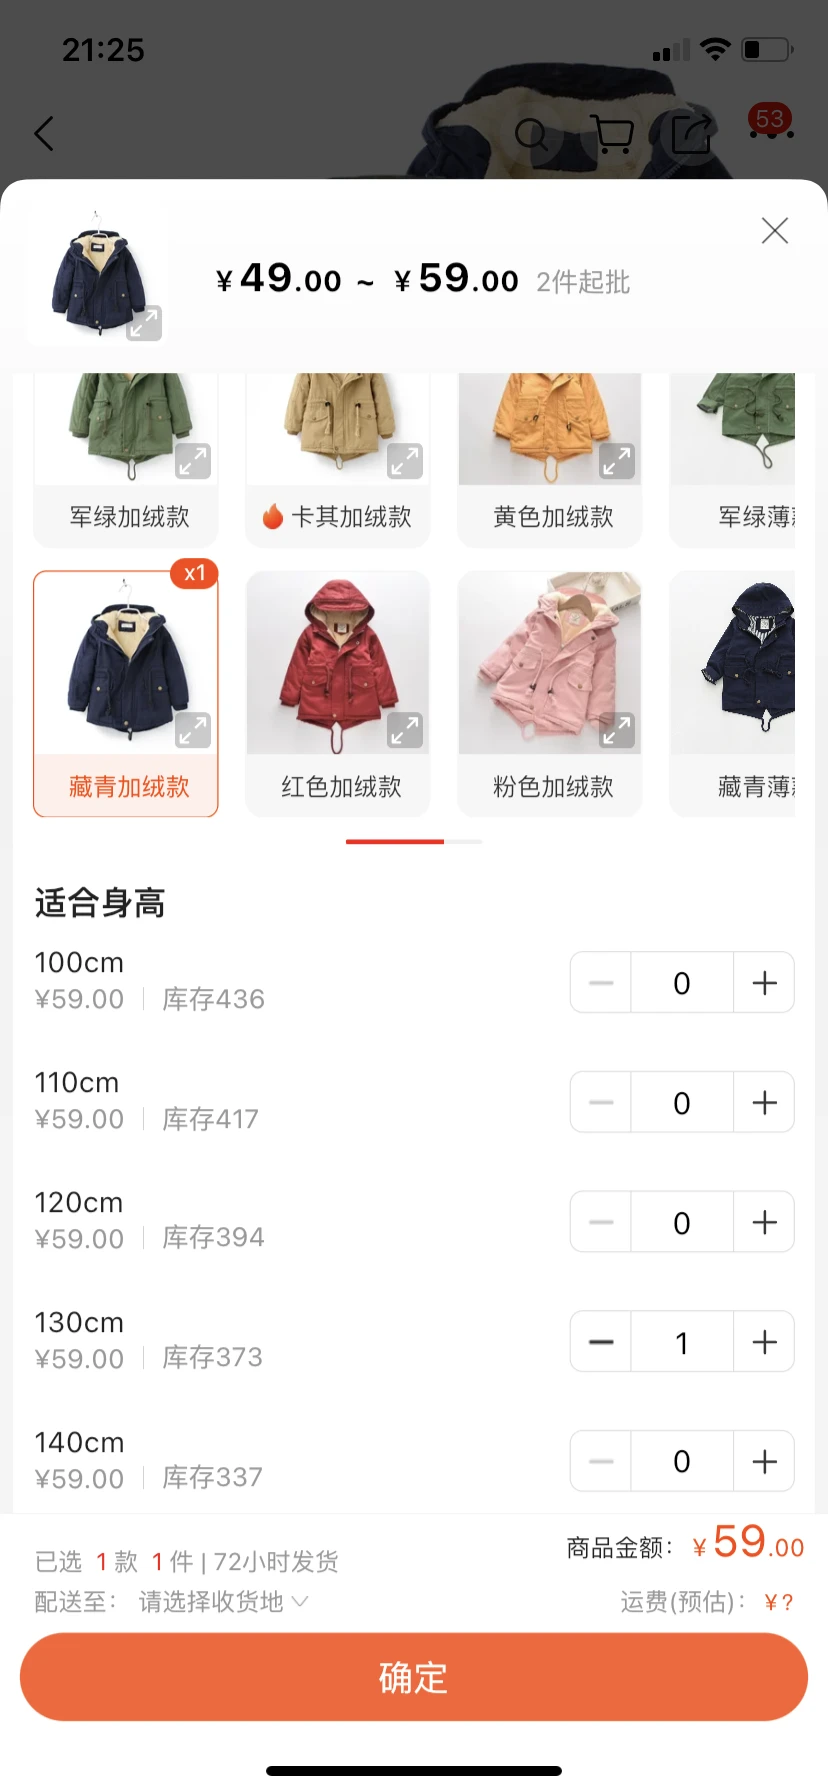 21:25
53
¥49.00 ~ ¥59.00 2件起批
军绿加绒款
卡其加绒款
黄色加绒款
军绿薄
x1
藏青加绒款
红色加绒款
粉色加绒款
藏青薄
适合身高
100cm
¥59.00 库存436
0
110cm
¥59.00 库存417
0
120cm
¥59.00 库存394
0
130cm
¥59.00 库存373
1
140cm
¥59.00 库存337
0
已选 1 款 1 件 | 72小时发货
商品金额： ¥59.00
配送至： 请选择收货地
运费(预估)： ¥?
确定